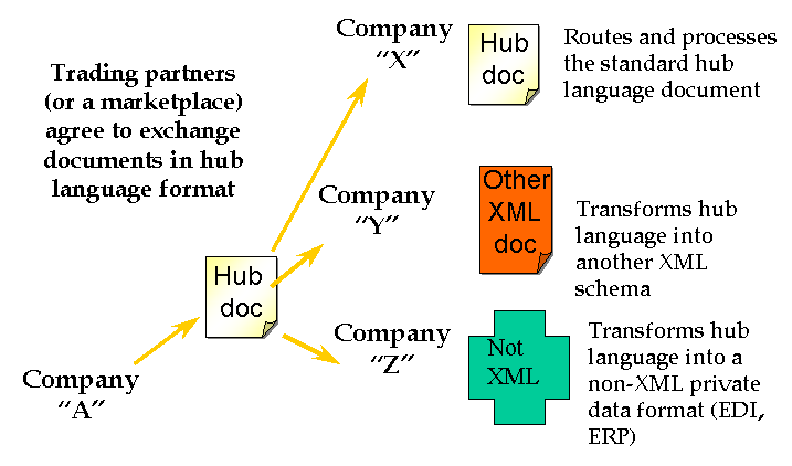 Trading partners
(or a marketplace)
agree to exchange
documents in hub
language format
Company
“X”
Hub
doc
Routes and processes
the standard hub
language document
Company
“Y”
Other
XML
doc
Transforms hub
language into
another XML
schema
Hub
doc
Company
“Z”
Not
XML
Transforms hub
language into a
non-XML private
data format (EDI,
ERP)
Company
“A”